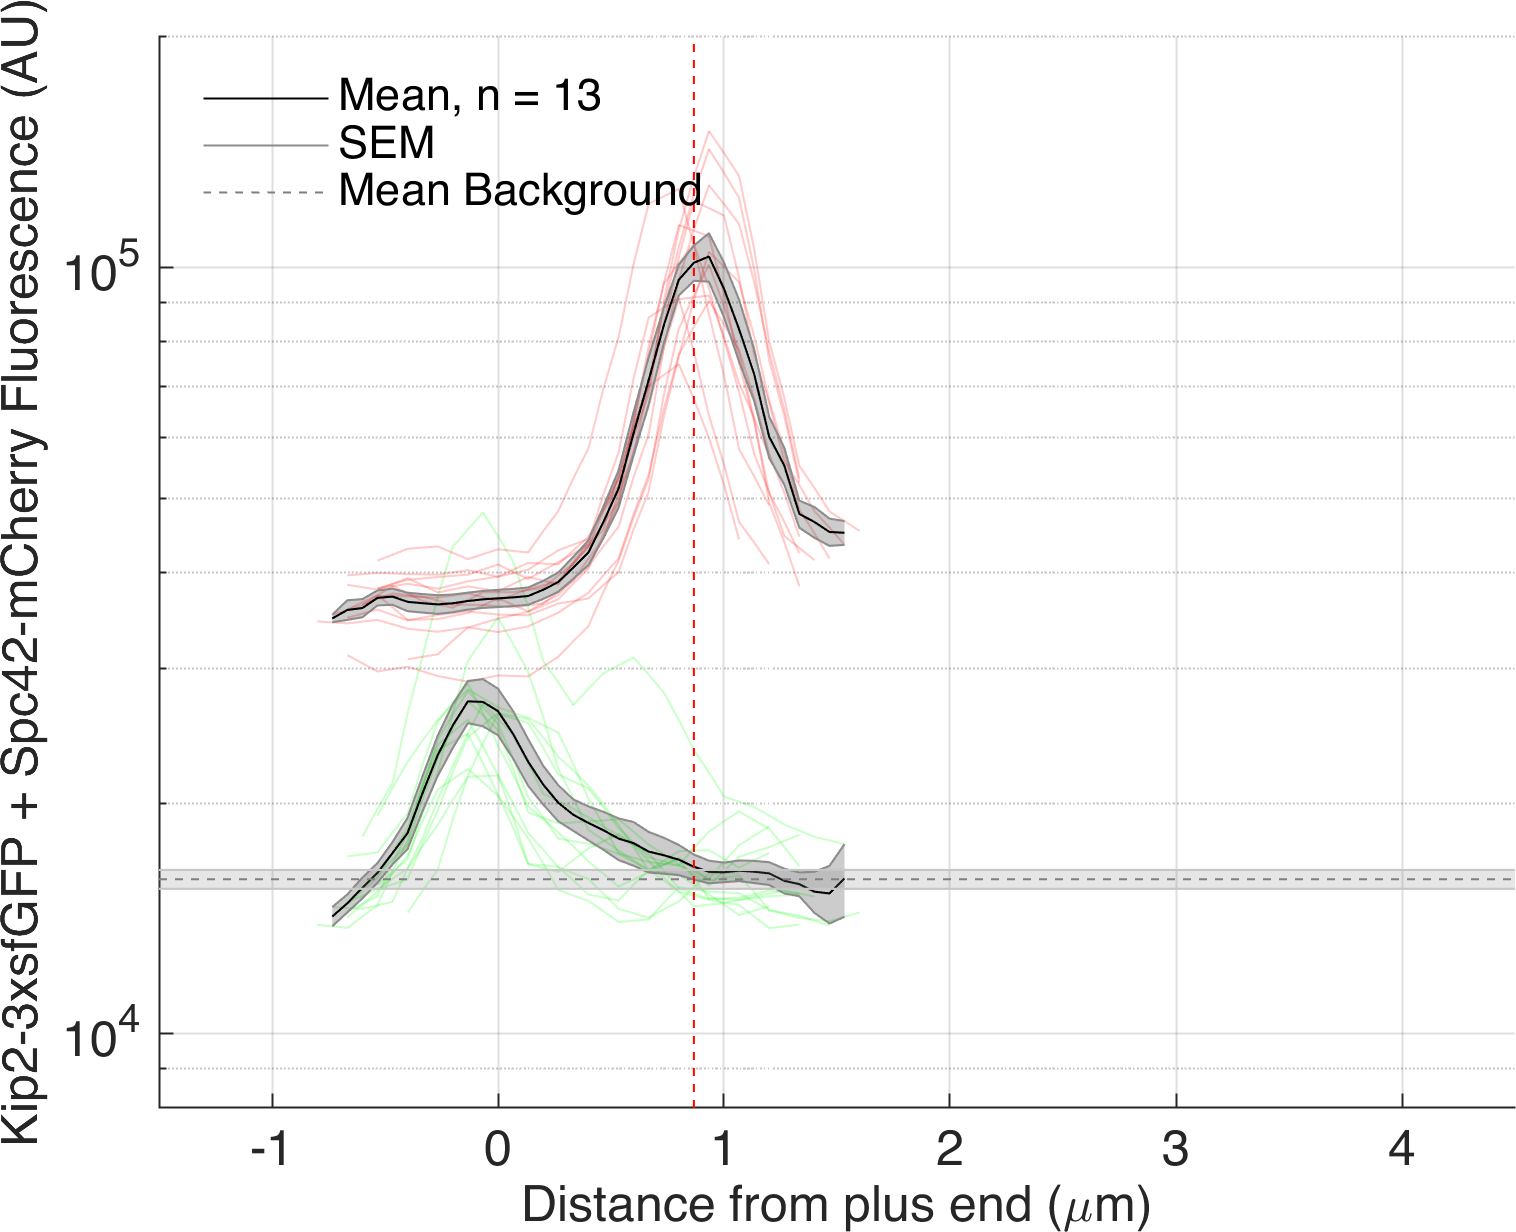 Kip2-3xsfGFP + Spc42-mCherry Fluorescence (AU)
Mean, n = 13
SEM
Mean Background
10^5
10^4
-1 0 1 2 3 4
Distance from plus end (μm)